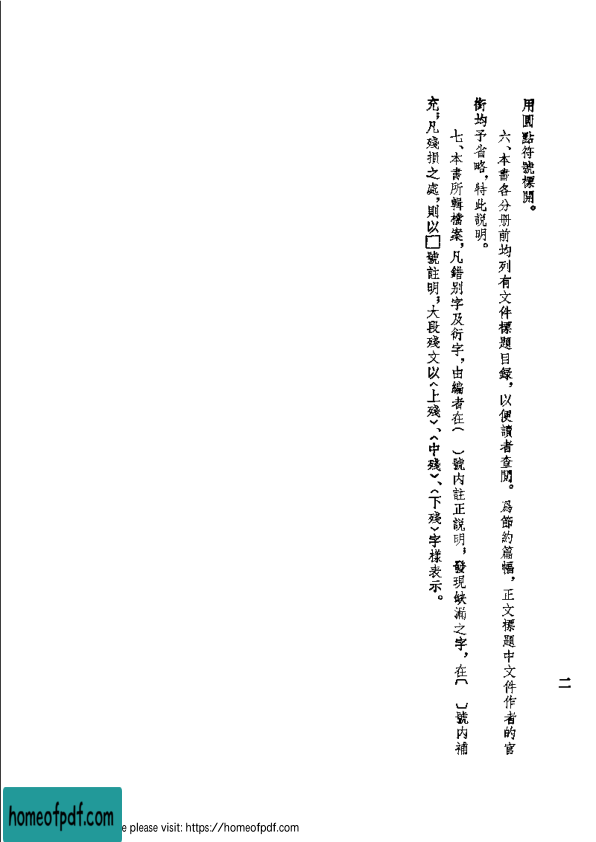 用圓點符號標開。
六、本書各分册前均列有文件標題目録，以便讀者查閲。爲節約篇幅，正文標題中文件作者的官
銜均予省略，特此説明。
七、本書所輯檔案，凡錯别字及衍字，由編者在（　）號内註正説明，發現缺漏之字，在〔　〕號内補
充，凡殘損之處，則以□號註明，大段殘文以〈上殘〉、〈中殘〉、〈下殘〉字樣表示。
二
homeofpdf.com
e please visit: https://homeofpdf.com